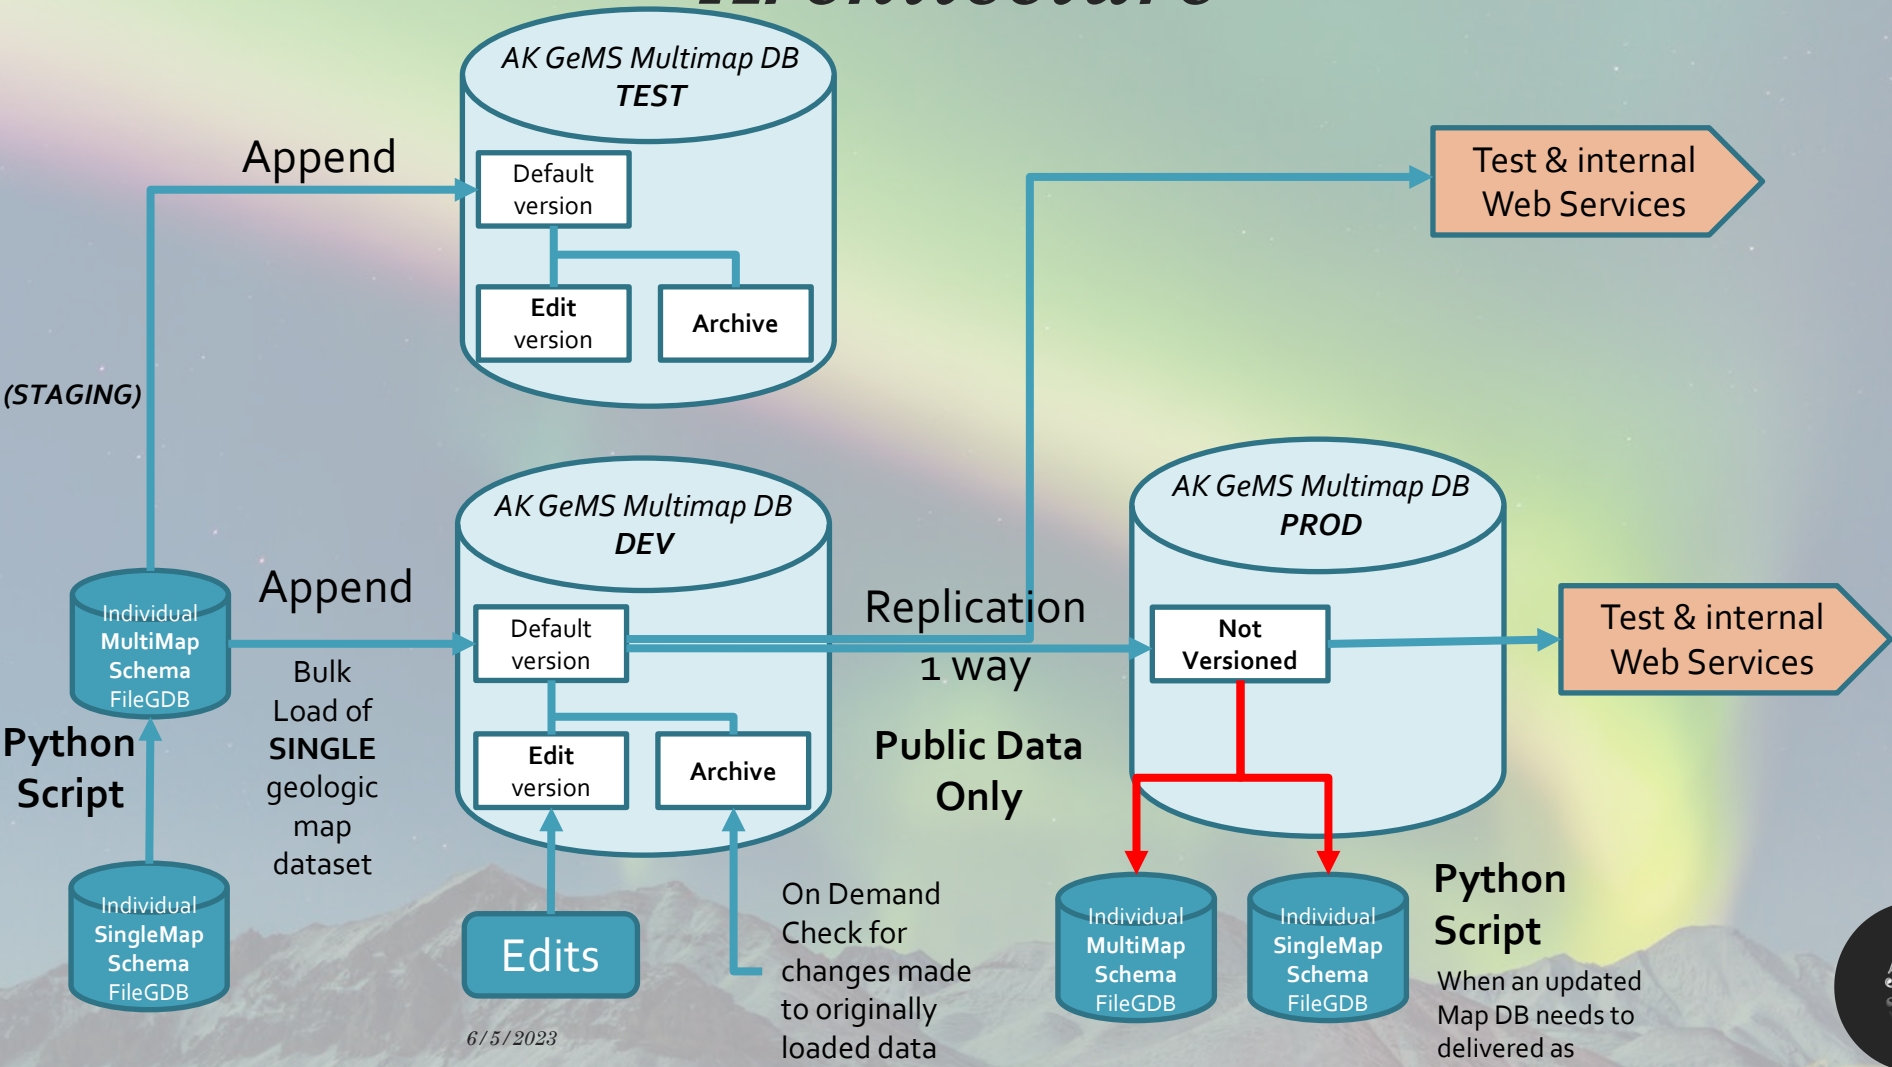 Architecture
AK GeMS Multimap DB
TEST
Append
Default
version
Edit
version
Archive
Test & internal
Web Services
(STAGING)
AK GeMS Multimap DB
DEV
AK GeMS Multimap DB
PROD
Individual
MultiMap
Schema
FileGDB
Append
Bulk
Load of
SINGLE
geologic
map
dataset
Default
version
Edit
version
Archive
Replication
1 way
Public Data
Only
Not
Versioned
Test & internal
Web Services
Python
Script
Individual
SingleMap
Schema
FileGDB
Edits
On Demand
Check for
changes made
to originally
loaded data
Individual
MultiMap
Schema
FileGDB
Individual
SingleMap
Schema
FileGDB
Python
Script
When an updated
Map DB needs to
delivered as
6/5/2023